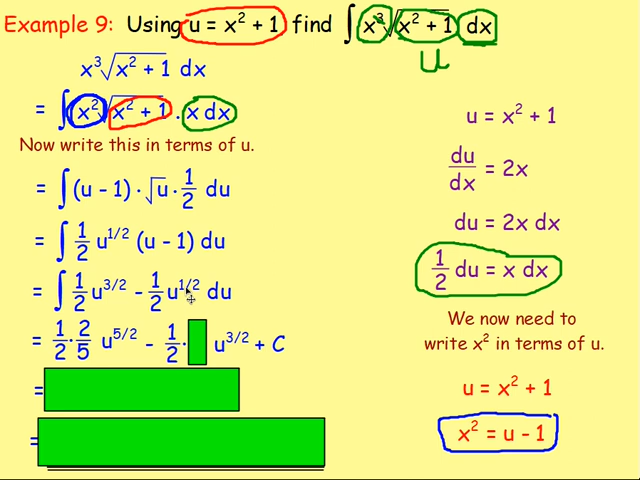 Example 9: Using u = x² + 1 find ∫ x³√(x² + 1) dx
u
x³√(x² + 1) dx
= ∫ x²√(x² + 1) . x dx
Now write this in terms of u.
= ∫ (u - 1) · √u · 1/2 du
= ∫ 1/2 u^(1/2) (u - 1) du
= ∫ 1/2 u^(3/2) - 1/2 u^(1/2) du
= 1/2 · 2/5 u^(5/2) - 1/2 · u^(3/2) + C
=
=
u = x² + 1
du/dx = 2x
du = 2x dx
1/2 du = x dx
We now need to
write x² in terms of u.
u = x² + 1
x² = u - 1